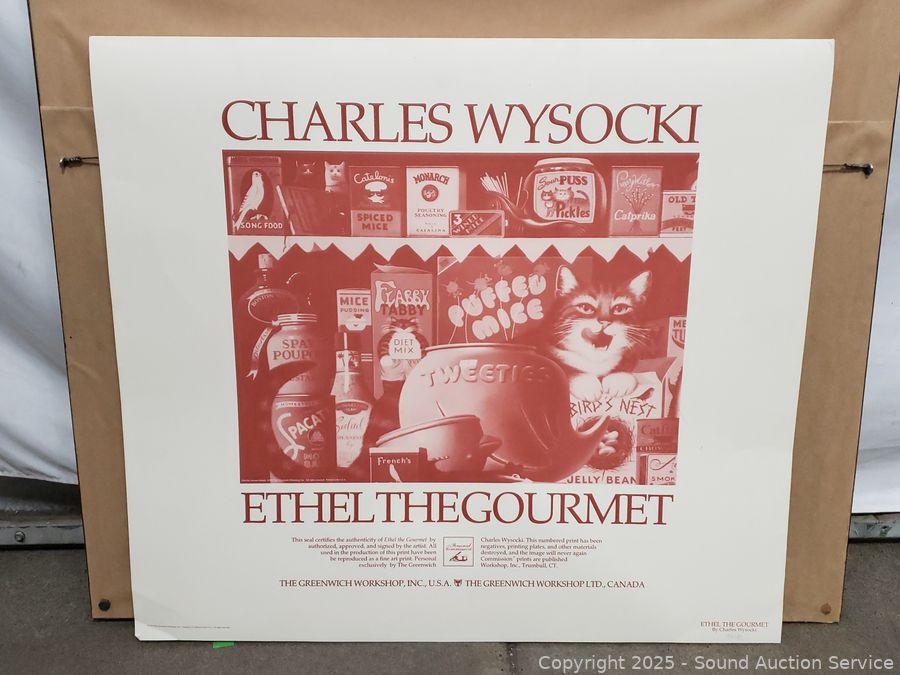 CHARLES WYSOCKI
SONG FOOD
Catelonis
SPICED
MICE
MONARCH
POULTRY
SEASONING
3
Sour PUSS
Pickles
PussyWillow
Catprika
OLD
MICE
PUDDING
FLABBY
TABBY
DIET
MIX
PUFFED
MICE
TWEETIES
BIRD'S NEST
JELLY BEAN
SPAY
French's
ETHEL THE GOURMET
This seal certifies the authenticity of Ethel the Gourmet by
authorized, approved, and signed by the artist. All
used in the production of this print have been
be reproduced as a fine art print. Personal
exclusively by The Greenwich
Charles Wysocki. This numbered print has been
negatives, printing plates, and other materials
destroyed, and the image will never again
Commission prints are published
Workshop, Inc., Trumbull, CT.
THE GREENWICH WORKSHOP, INC., U.S.A. THE GREENWICH WORKSHOP LTD., CANADA
ETHEL THE GOURMET
By Charles Wysocki
Copyright 2025 - Sound Auction Service